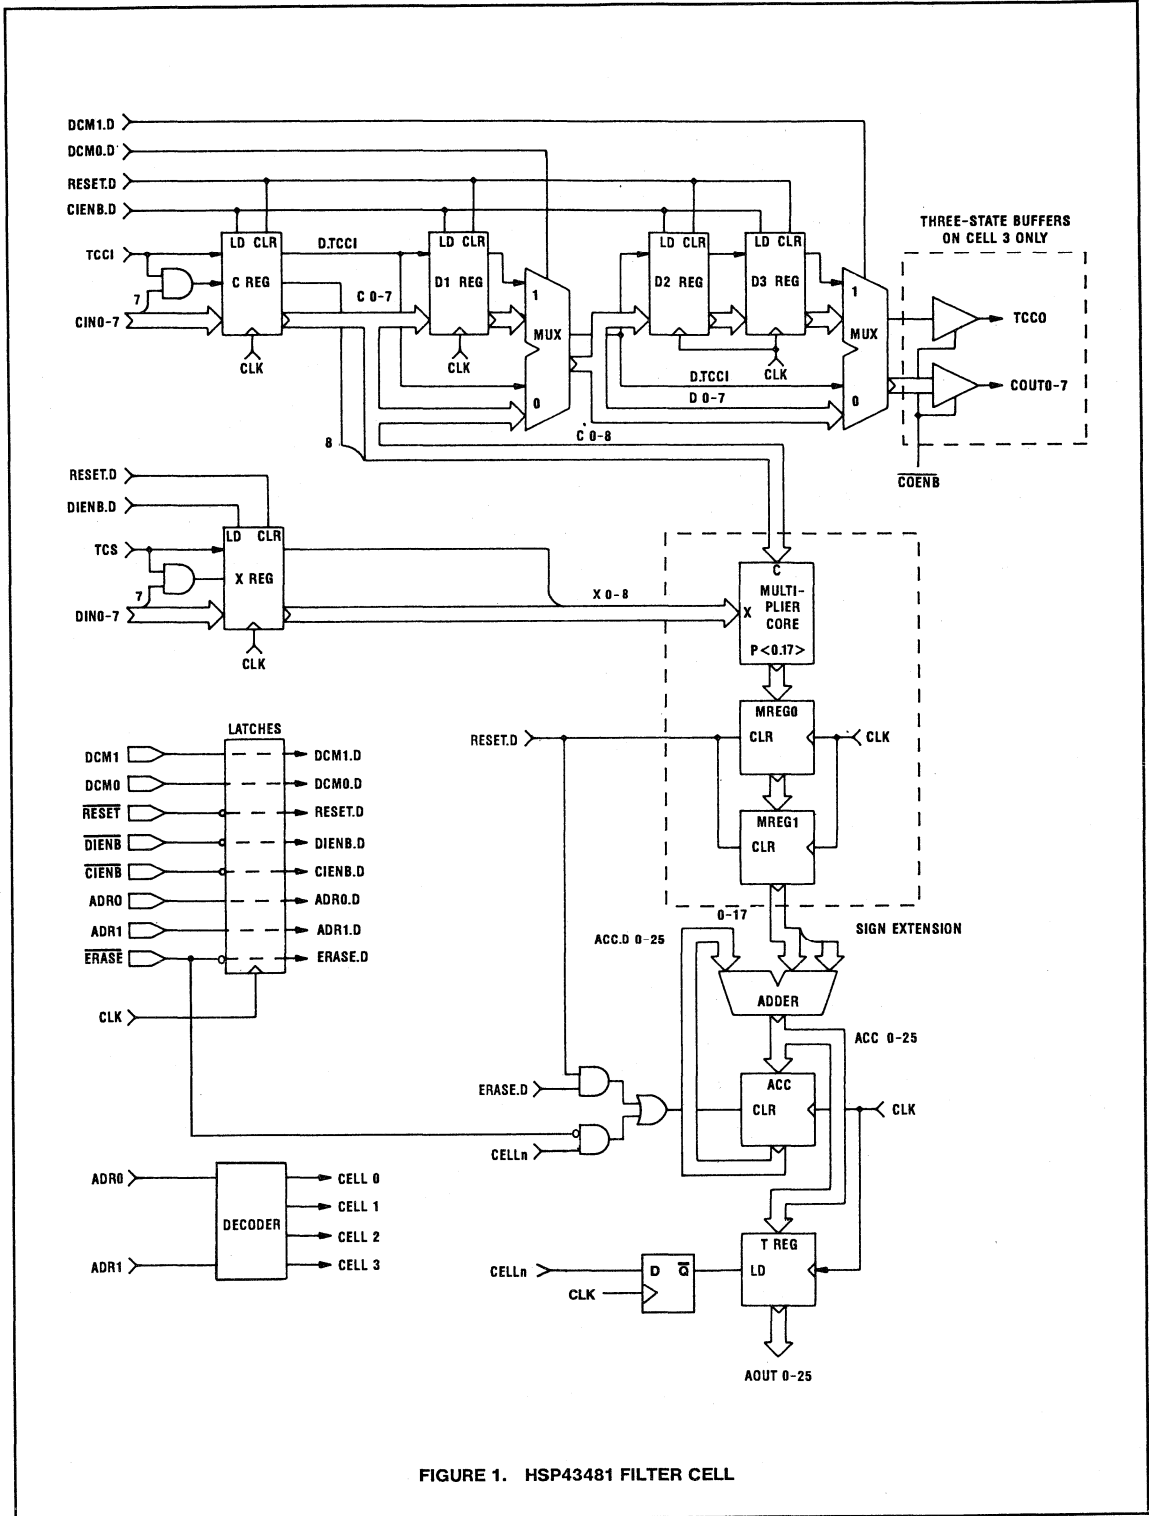 DCM1.D
DCM0.D
RESET.D
CIENB.D
THREE-STATE BUFFERS
ON CELL 3 ONLY
LD CLR
D.TCCI
LD CLR
LD CLR
LD CLR
TCCI
C REG
D1 REG
D2 REG
D3 REG
1
1
7
C 0-7
CIN0-7
MUX
MUX
TCCO
CLK
CLK
CLK
D.TCCI
D 0-7
COUT0-7
0
0
8
C 0-8
COENB
RESET.D
DIENB.D
LD CLR
TCS
X REG
7
DIN0-7
X 0-8
CLK
C
MULTI-
PLIER
CORE
X
P<0.17>
LATCHES
MREG0
RESET.D
CLR
CLK
DCM1
DCM1.D
DCM0
DCM0.D
RESET
RESET.D
MREG1
CLR
DIENB
DIENB.D
CIENB
CIENB.D
ADR0
ADR0.D
ADR1
ADR1.D
ERASE
ERASE.D
0-17
SIGN EXTENSION
ACC.D 0-25
ADDER
CLK
ACC 0-25
ERASE.D
ACC
CLR
CLK
CELLn
ADR0
DECODER
CELL 0
CELL 1
CELL 2
CELL 3
ADR1
T REG
CELLn
D Q
LD
CLK
AOUT 0-25
FIGURE 1. HSP43481 FILTER CELL